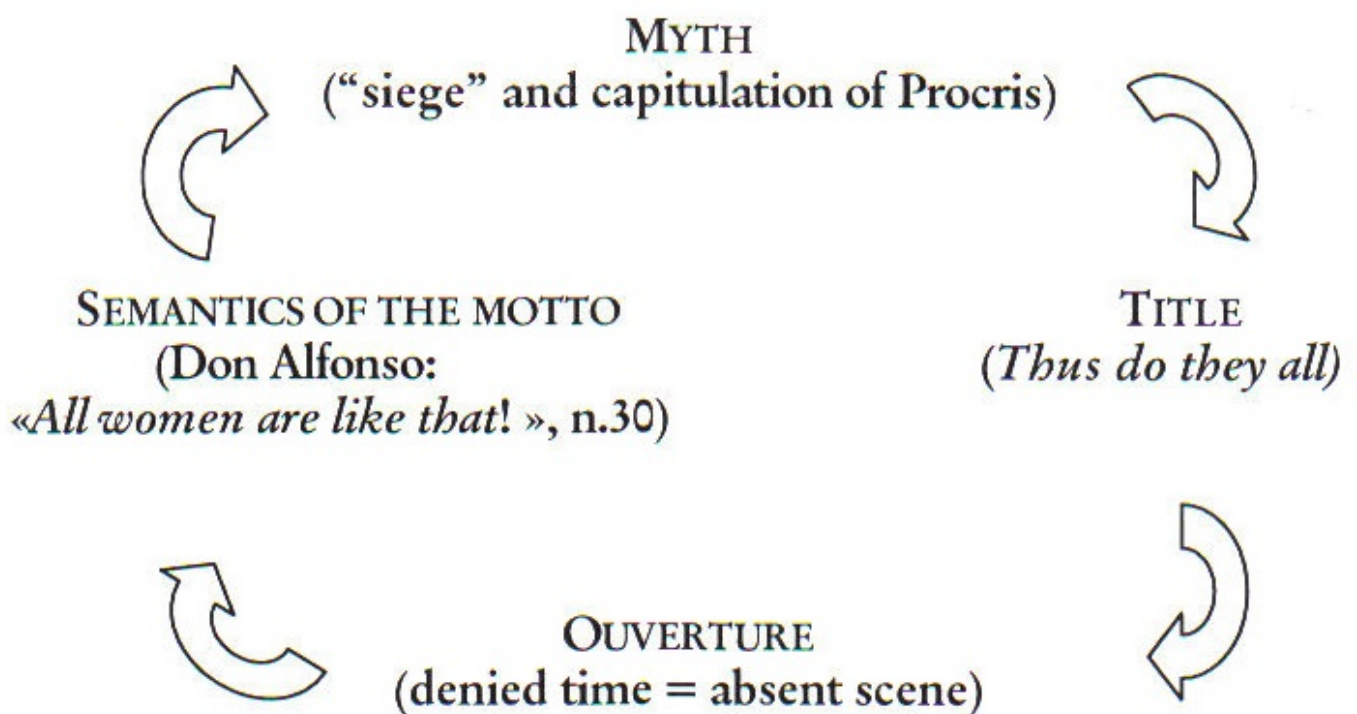 MYTH
(“siege” and capitulation of Procris)
SEMANTICS OF THE MOTTO
(Don Alfonso:
«All women are like that! », n.30)
TITLE
(Thus do they all)
OUVERTURE
(denied time = absent scene)